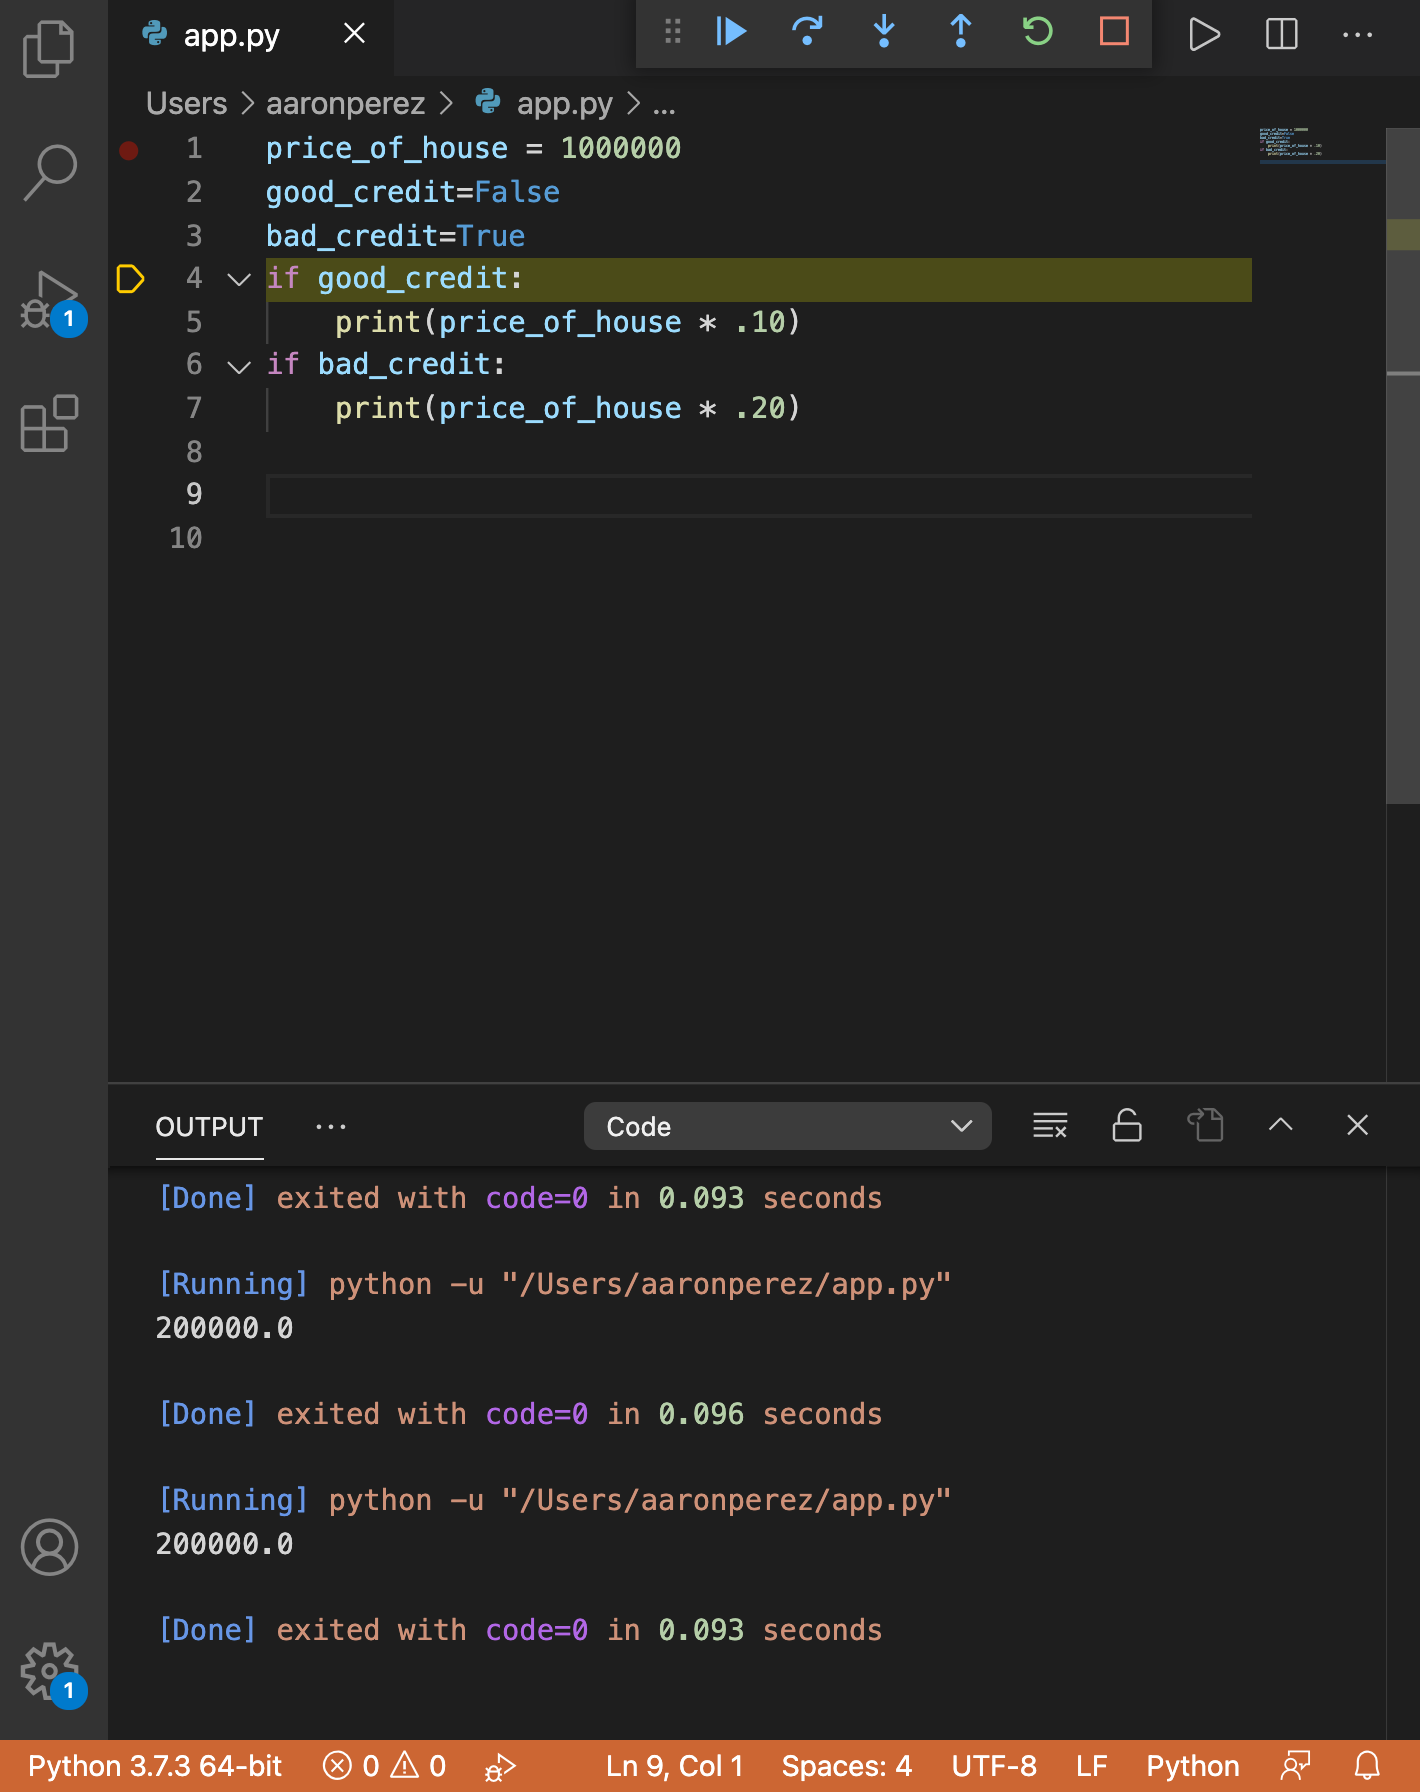 app.py
Users > aaronperez > app.py > ...
1 price_of_house = 1000000
2 good_credit=False
3 bad_credit=True
4 if good_credit:
5     print(price_of_house * .10)
6 if bad_credit:
7     print(price_of_house * .20)
8
9
10
1
OUTPUT ... Code
[Done] exited with code=0 in 0.093 seconds
[Running] python -u "/Users/aaronperez/app.py"
200000.0
[Done] exited with code=0 in 0.096 seconds
[Running] python -u "/Users/aaronperez/app.py"
200000.0
[Done] exited with code=0 in 0.093 seconds
1
Python 3.7.3 64-bit 0 0 Ln 9, Col 1 Spaces: 4 UTF-8 LF Python